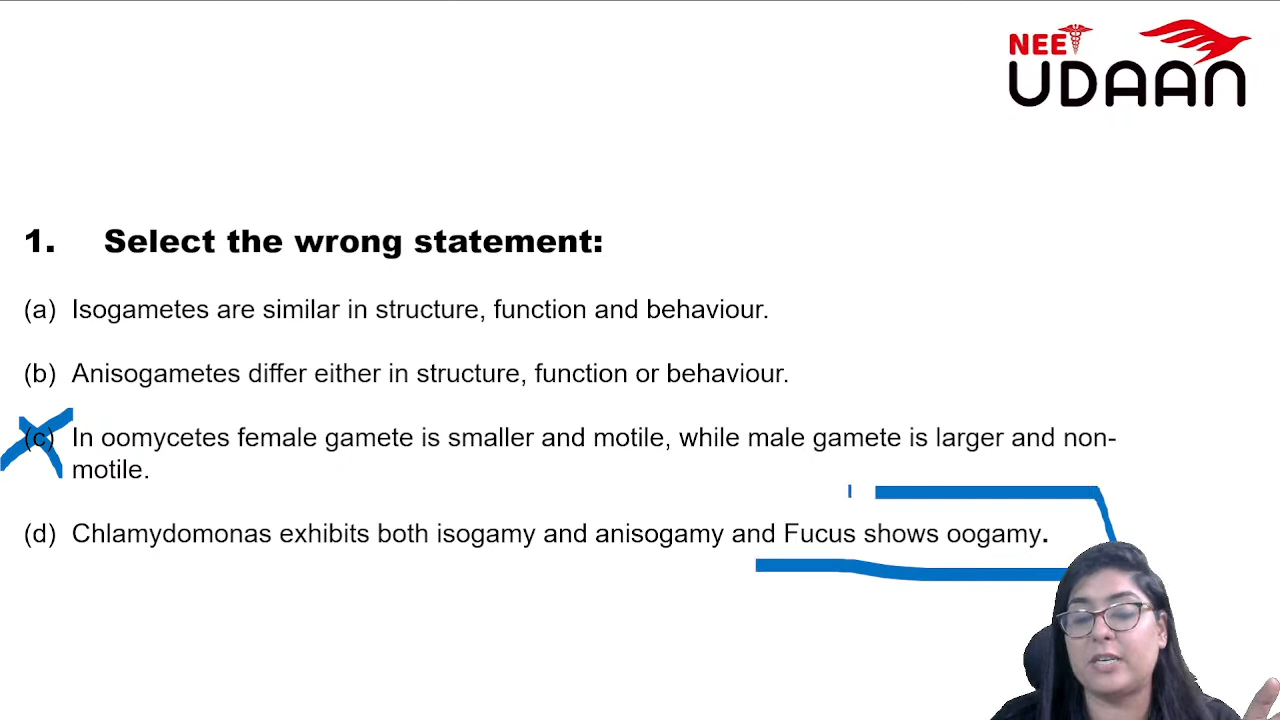 NEET
UDAAN
1. Select the wrong statement:
(a) Isogametes are similar in structure, function and behaviour.
(b) Anisogametes differ either in structure, function or behaviour.
(c) In oomycetes female gamete is smaller and motile, while male gamete is larger and non-
motile.
(d) Chlamydomonas exhibits both isogamy and anisogamy and Fucus shows oogamy.